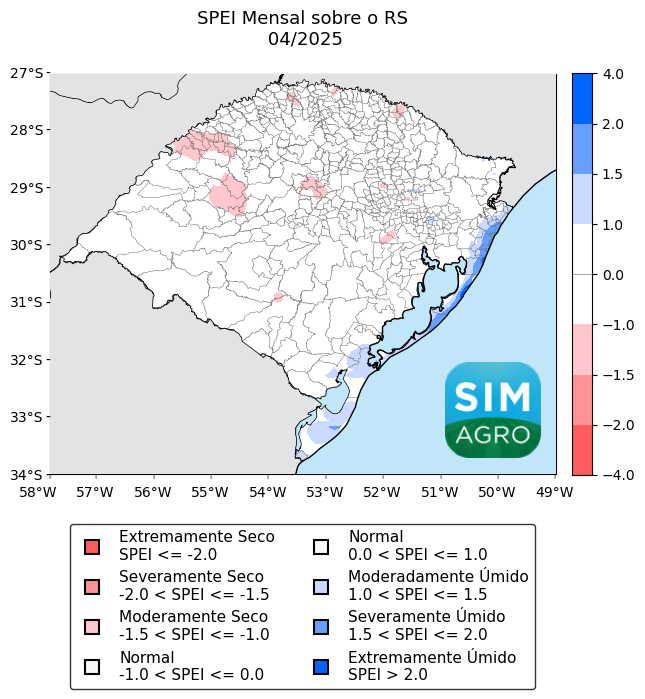 SPEI Mensal sobre o RS
04/2025
27°S
28°S
29°S
30°S
31°S
32°S
33°S
34°S
58°W 57°W 56°W 55°W 54°W 53°W 52°W 51°W 50°W 49°W
4.0
2.0
1.5
1.0
0.0
−1.0
−1.5
−2.0
−4.0
SIM
AGRO
Extremamente Seco
SPEI <= -2.0
Severamente Seco
-2.0 < SPEI <= -1.5
Moderamente Seco
-1.5 < SPEI <= -1.0
Normal
-1.0 < SPEI <= 0.0
Normal
0.0 < SPEI <= 1.0
Moderadamente Úmido
1.0 < SPEI <= 1.5
Severamente Úmido
1.5 < SPEI <= 2.0
Extremamente Úmido
SPEI > 2.0